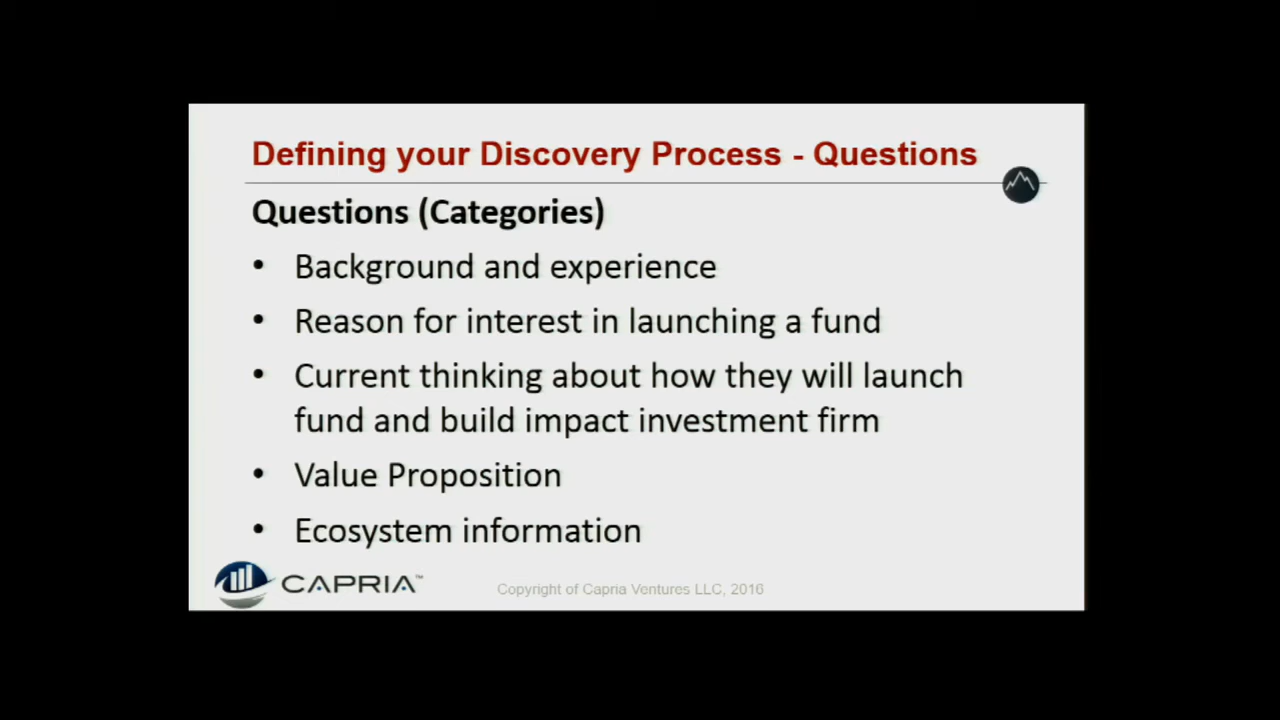 Defining your Discovery Process - Questions
Questions (Categories)
• Background and experience
• Reason for interest in launching a fund
• Current thinking about how they will launch
fund and build impact investment firm
• Value Proposition
• Ecosystem information
CAPRIA™
Copyright of Capria Ventures LLC, 2016